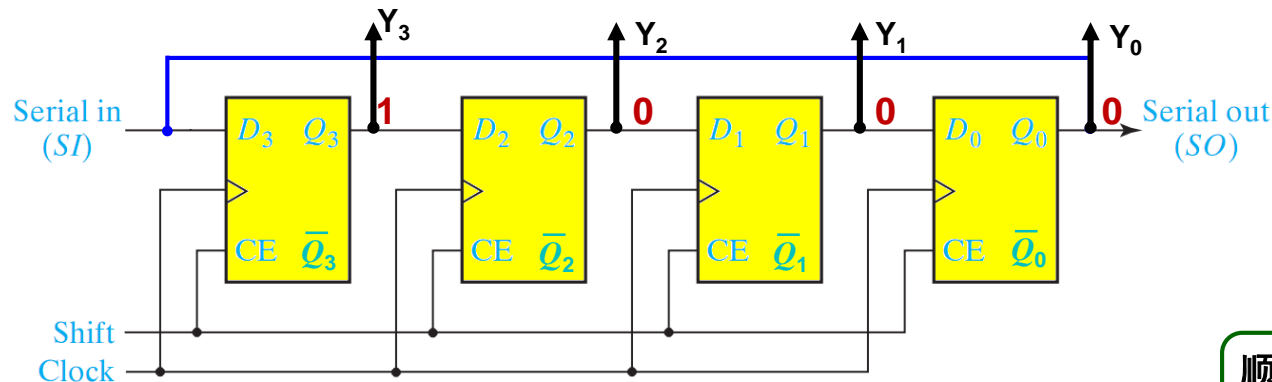 Y3 Y2 Y1 Y0
Serial in
(SI)
D3 Q3 1 D2 Q2 0 D1 Q1 0 D0 Q0 0
Serial out
(SO)
CE Q̅3 CE Q̅2 CE Q̅1 CE Q̅0
Shift
Clock
顺